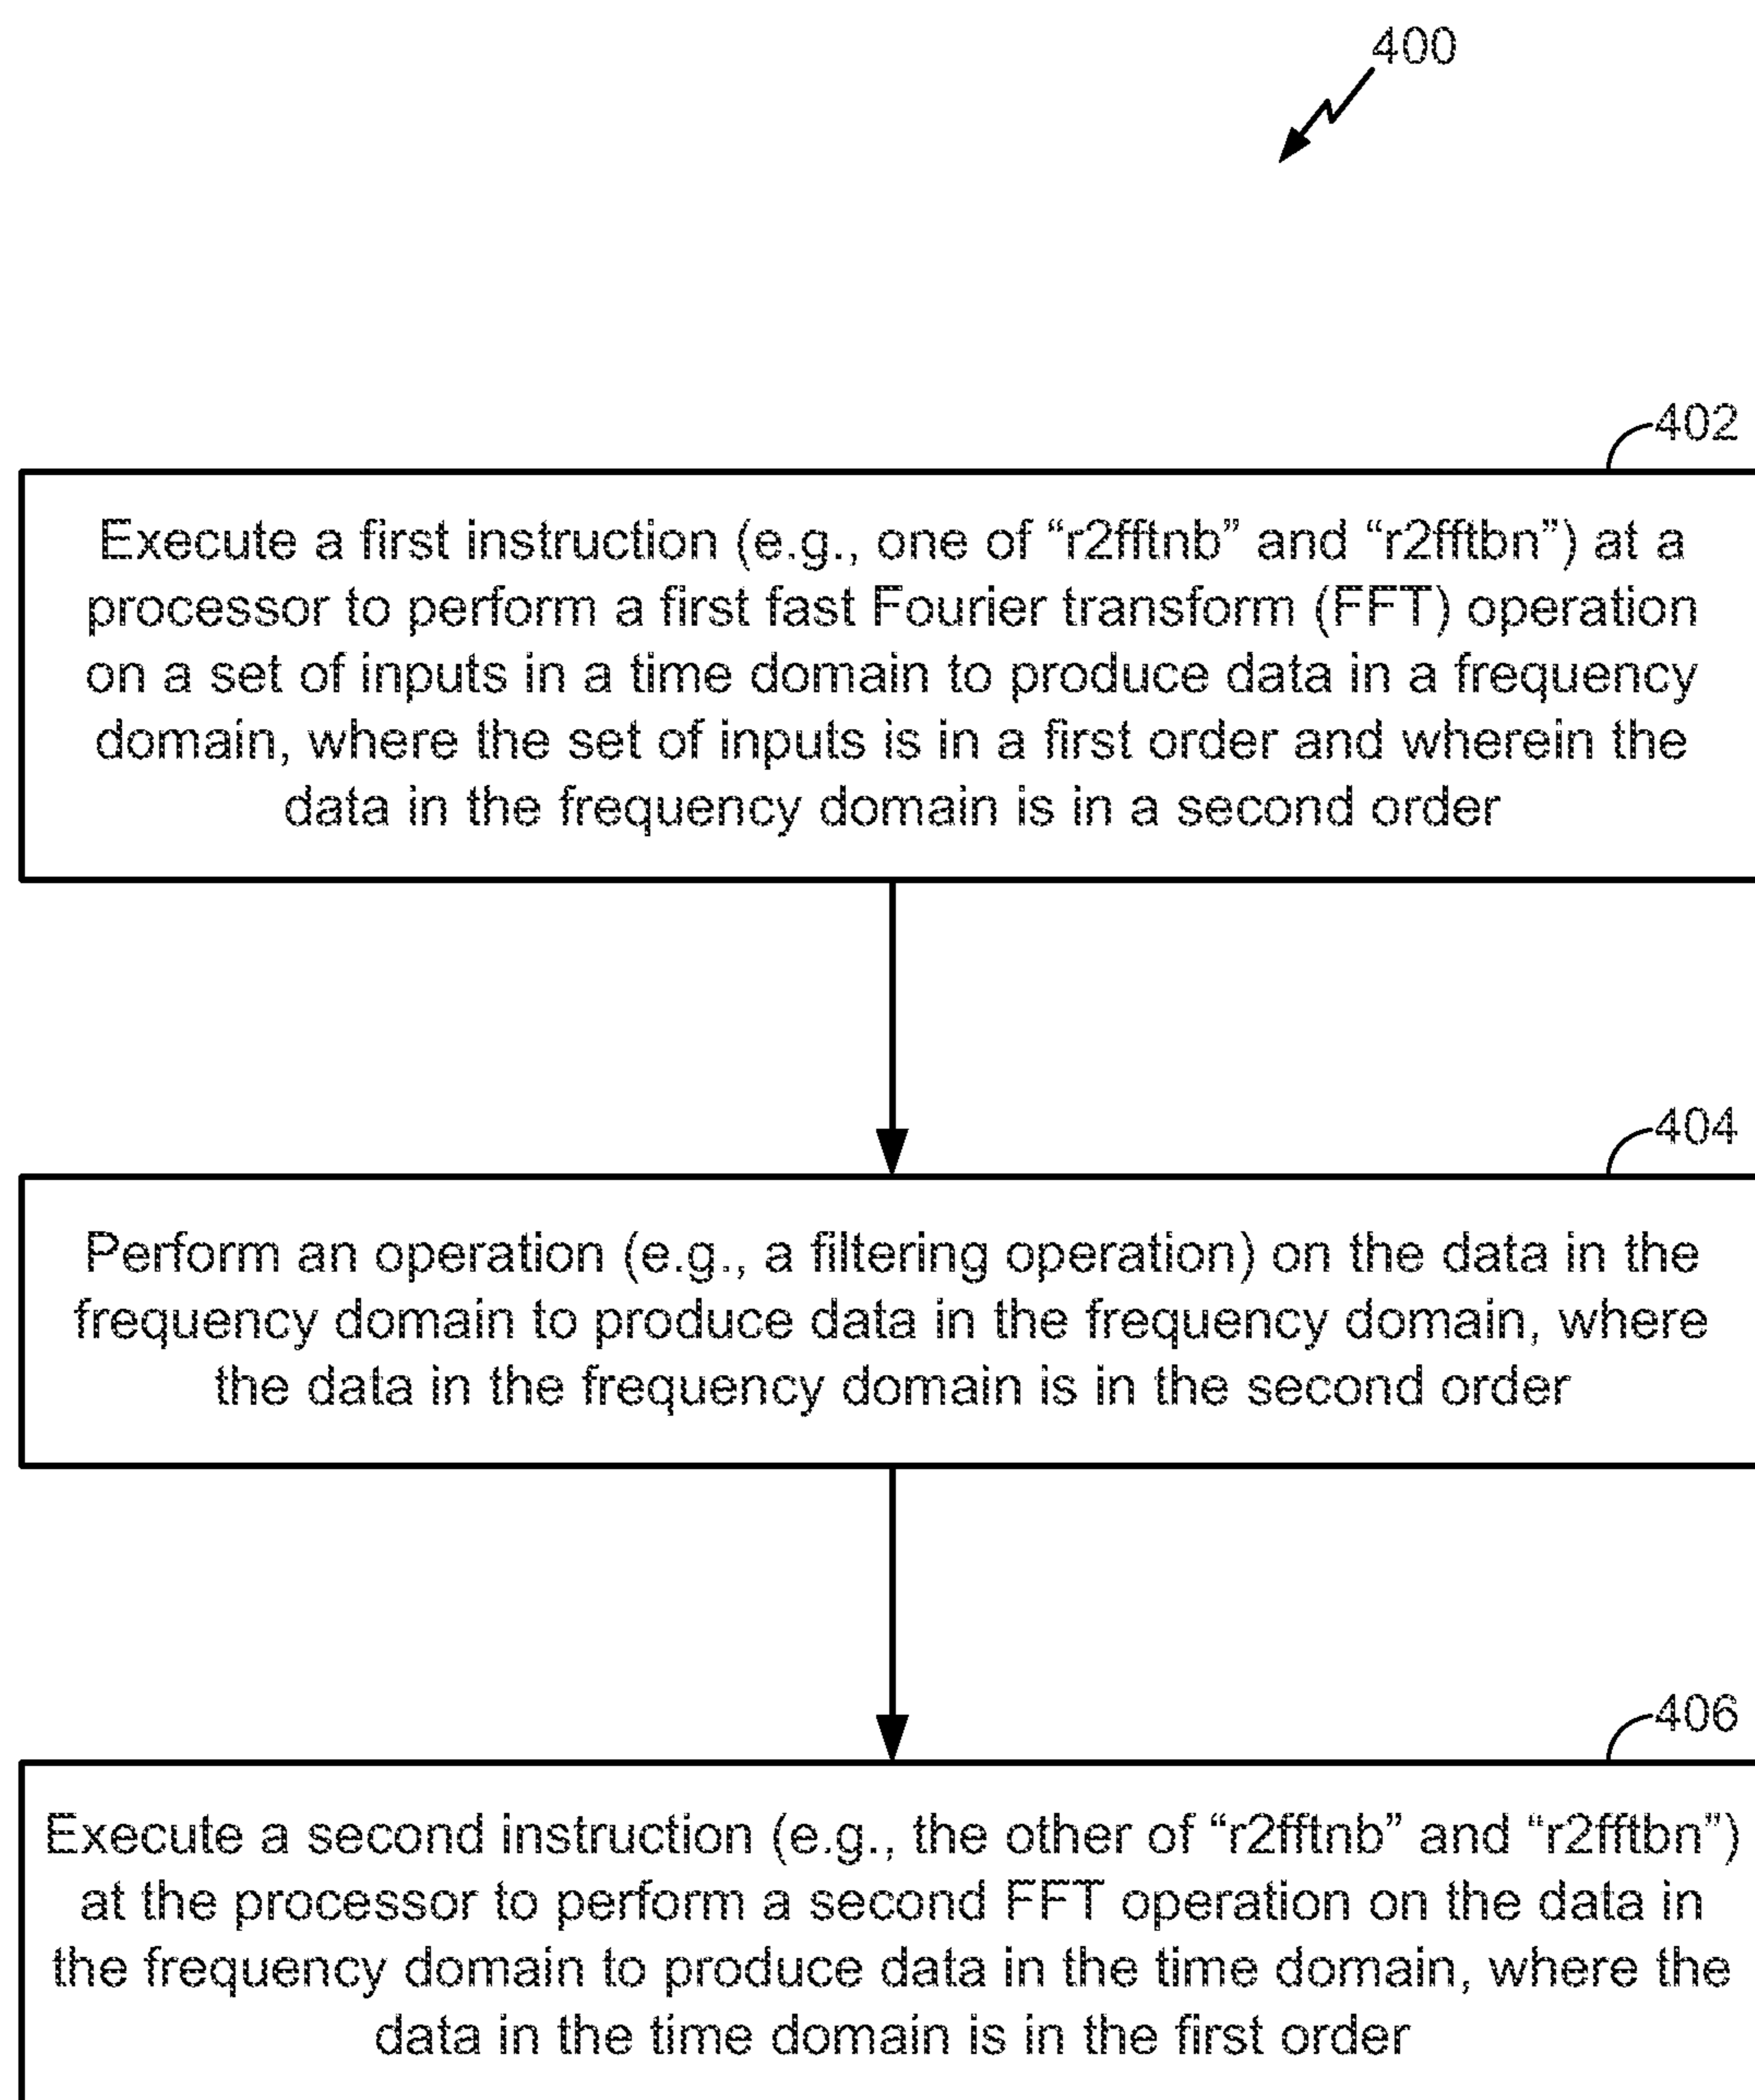 400
402
Execute a first instruction (e.g., one of “r2fftnb” and “r2fftbn”) at a
processor to perform a first fast Fourier transform (FFT) operation
on a set of inputs in a time domain to produce data in a frequency
domain, where the set of inputs is in a first order and wherein the
data in the frequency domain is in a second order
404
Perform an operation (e.g., a filtering operation) on the data in the
frequency domain to produce data in the frequency domain, where
the data in the frequency domain is in the second order
406
Execute a second instruction (e.g., the other of “r2fftnb” and “r2fftbn”)
at the processor to perform a second FFT operation on the data in
the frequency domain to produce data in the time domain, where the
data in the time domain is in the first order